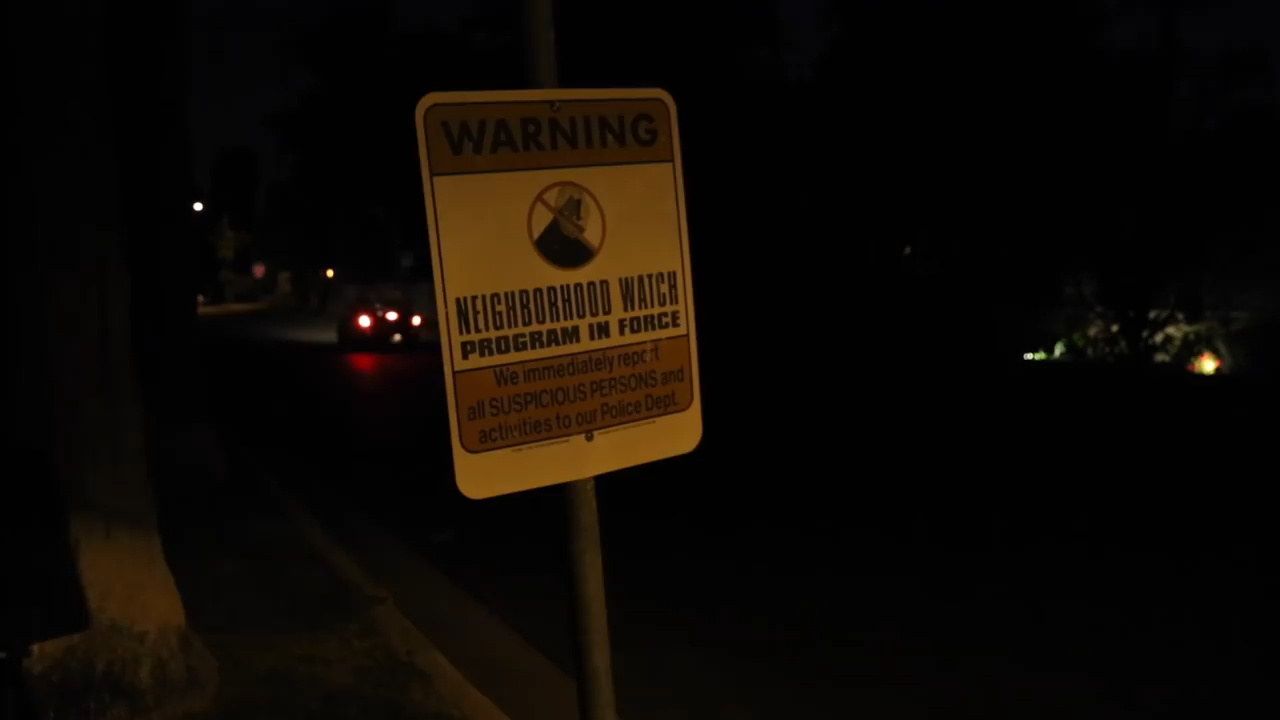 WARNING
NEIGHBORHOOD WATCH
PROGRAM IN FORCE
We immediately report
all SUSPICIOUS PERSONS and
activities to our Police Dept.